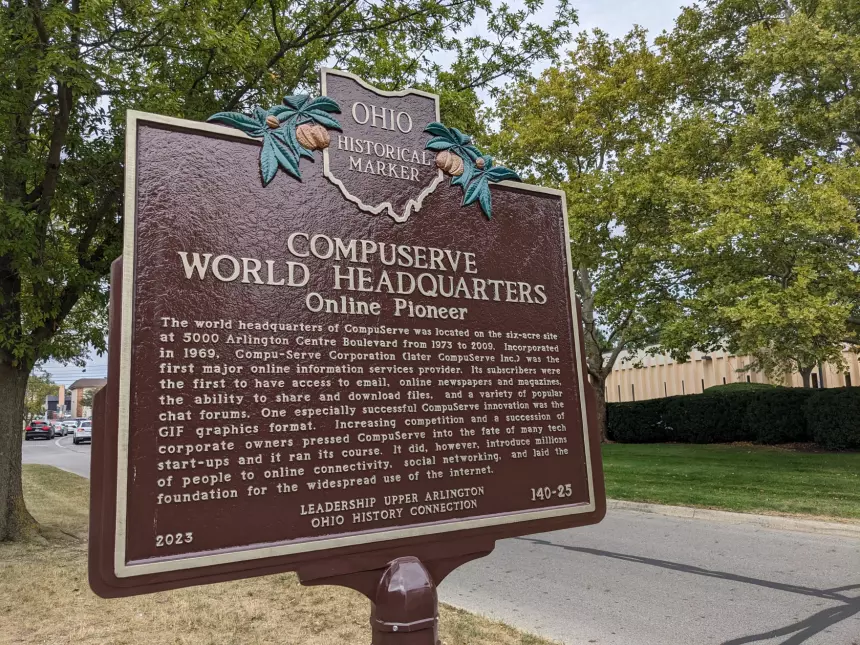 OHIO
HISTORICAL
MARKER
COMPUSERVE
WORLD HEADQUARTERS
Online Pioneer
The world headquarters of CompuServe was located on the six-acre site
at 5000 Arlington Centre Boulevard from 1973 to 2009. Incorporated
in 1969, Compu-Serve Corporation (later CompuServe Inc.) was the
first major online information services provider. Its subscribers were
the first to have access to email, online newspapers and magazines,
the ability to share and download files, and a variety of popular
chat forums. One especially successful CompuServe innovation was the
GIF graphics format. Increasing competition and a succession of
corporate owners pressed CompuServe into the fate of many tech
start-ups and it ran its course. It did, however, introduce millions
of people to online connectivity, social networking, and laid the
foundation for the widespread use of the internet.
LEADERSHIP UPPER ARLINGTON
OHIO HISTORY CONNECTION
140-25
2023